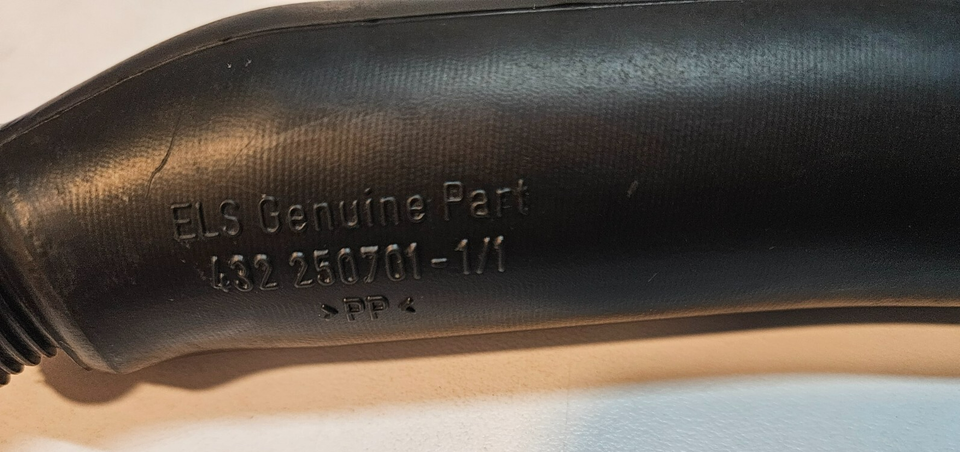 ELS Genuine Part
432 250701-1/1
>PP<